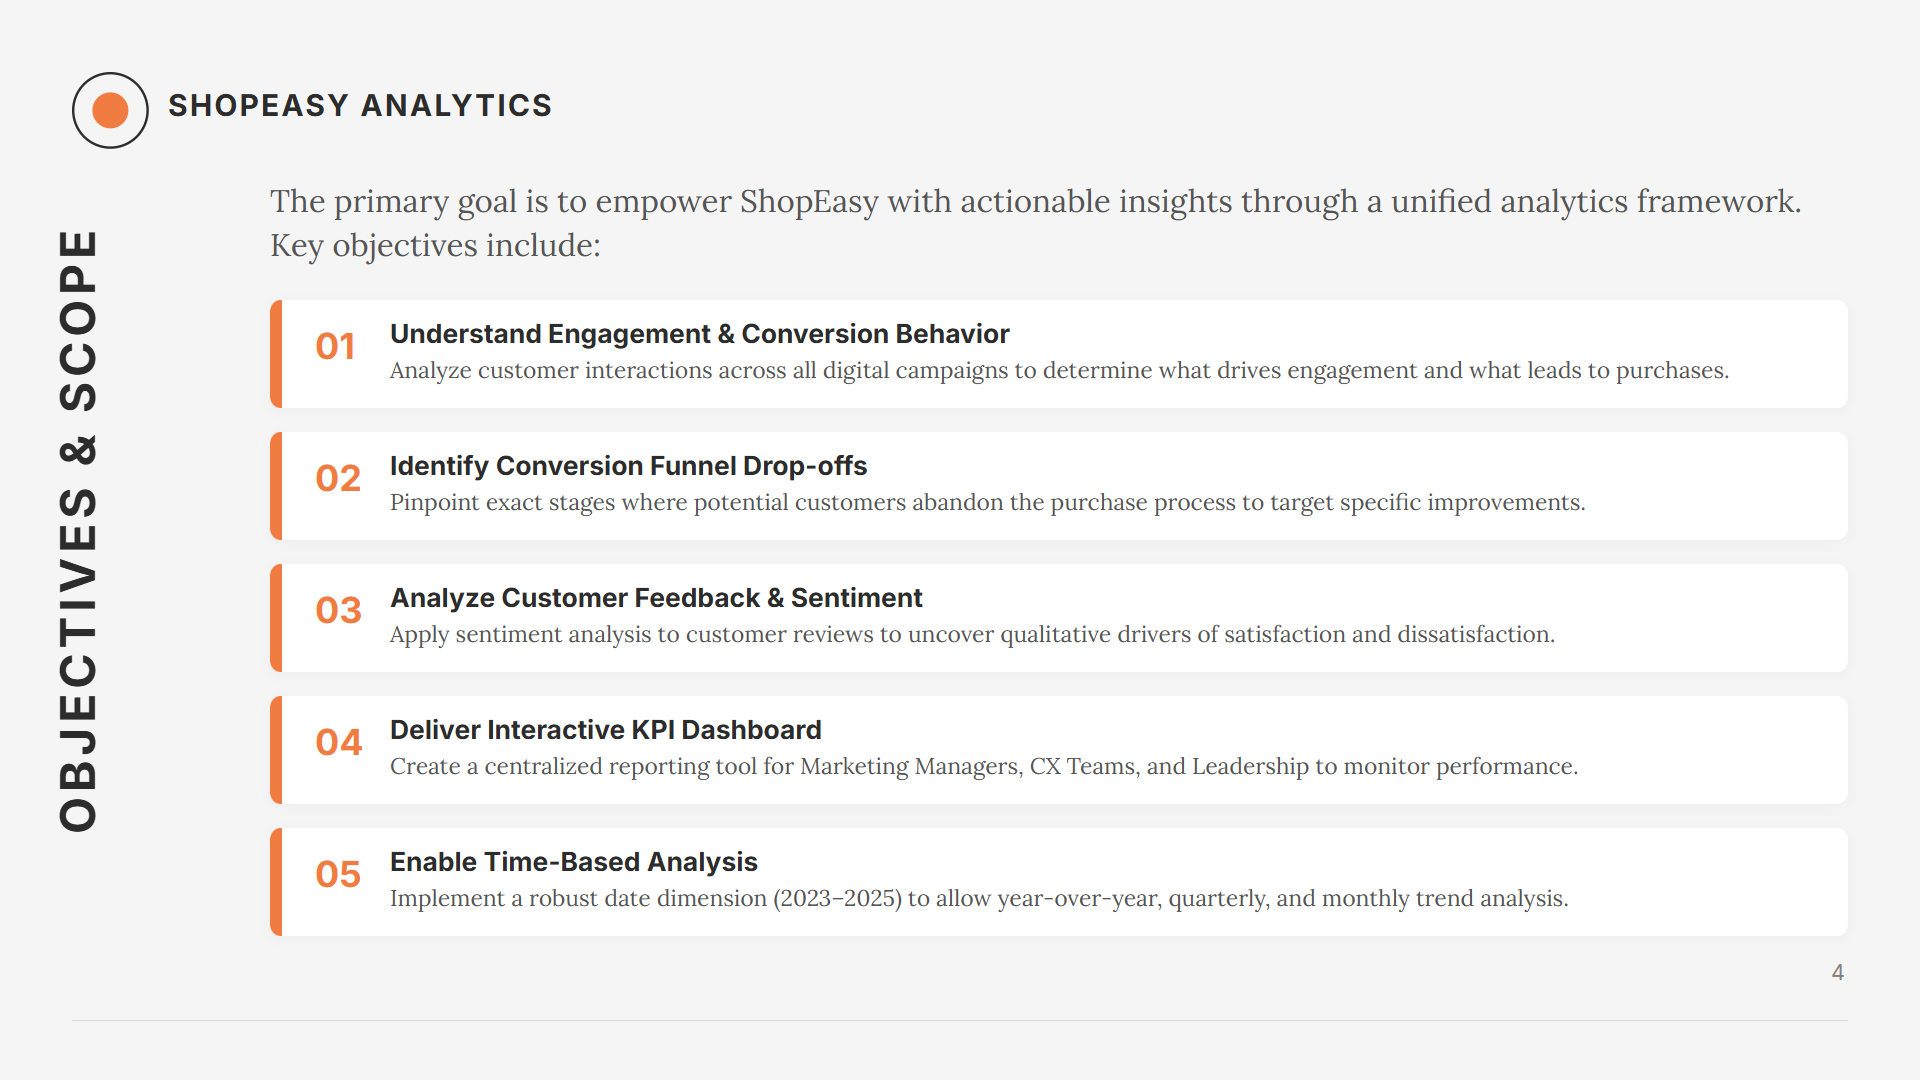 SHOPEASY ANALYTICS
OBJECTIVES & SCOPE
The primary goal is to empower ShopEasy with actionable insights through a unified analytics framework.
Key objectives include:
01
Understand Engagement & Conversion Behavior
Analyze customer interactions across all digital campaigns to determine what drives engagement and what leads to purchases.
02
Identify Conversion Funnel Drop-offs
Pinpoint exact stages where potential customers abandon the purchase process to target specific improvements.
03
Analyze Customer Feedback & Sentiment
Apply sentiment analysis to customer reviews to uncover qualitative drivers of satisfaction and dissatisfaction.
04
Deliver Interactive KPI Dashboard
Create a centralized reporting tool for Marketing Managers, CX Teams, and Leadership to monitor performance.
05
Enable Time-Based Analysis
Implement a robust date dimension (2023–2025) to allow year-over-year, quarterly, and monthly trend analysis.
4